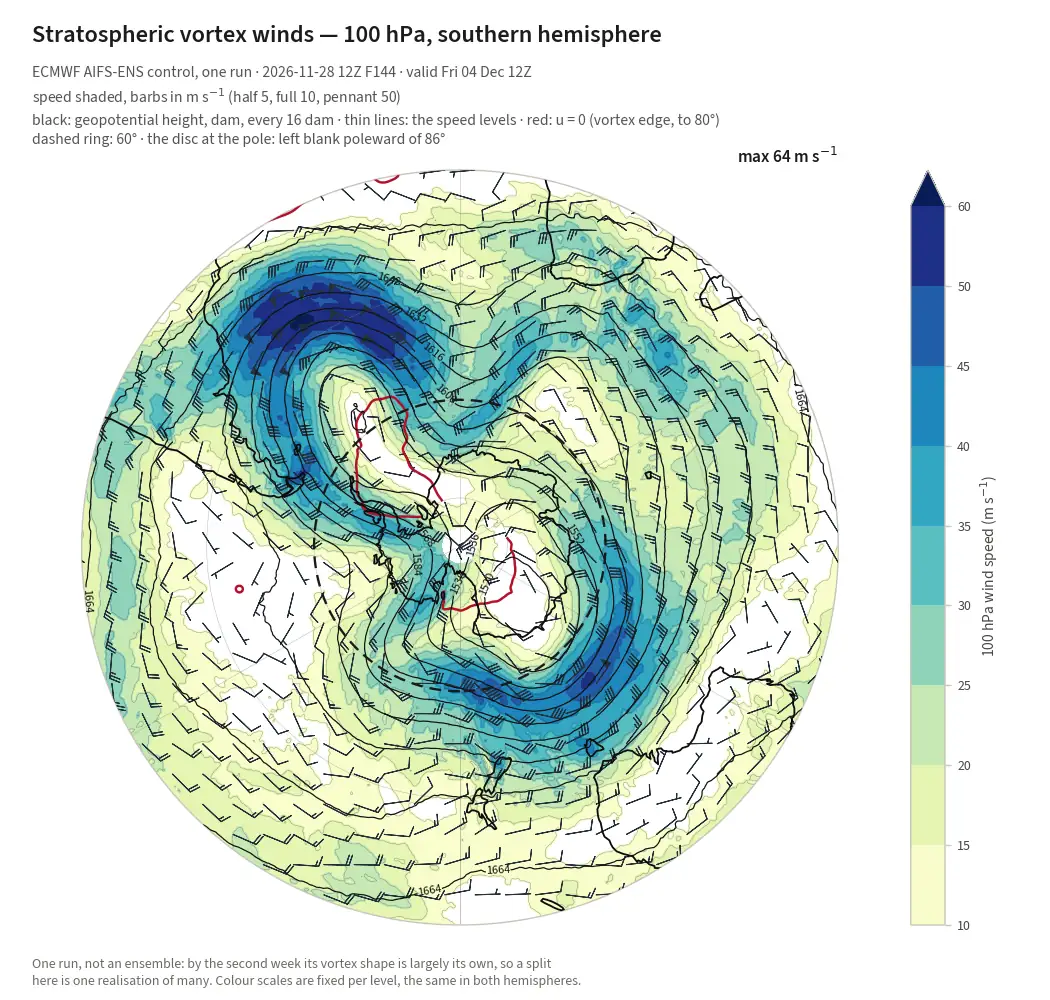 Stratospheric vortex winds — 100 hPa, southern hemisphere
ECMWF AIFS-ENS control, one run · 2026-11-28 12Z F144 · valid Fri 04 Dec 12Z
speed shaded, barbs in m s⁻¹ (half 5, full 10, pennant 50)
black: geopotential height, dam, every 16 dam · thin lines: the speed levels · red: u = 0 (vortex edge, to 80°)
dashed ring: 60° · the disc at the pole: left blank poleward of 86°
max 64 m s⁻¹
60
50
45
40
35
30
25
20
15
10
100 hPa wind speed (m s⁻¹)
1616
1664
1552
1584
1536
1520
1664
1664
1664
One run, not an ensemble: by the second week its vortex shape is largely its own, so a split
here is one realisation of many. Colour scales are fixed per level, the same in both hemispheres.